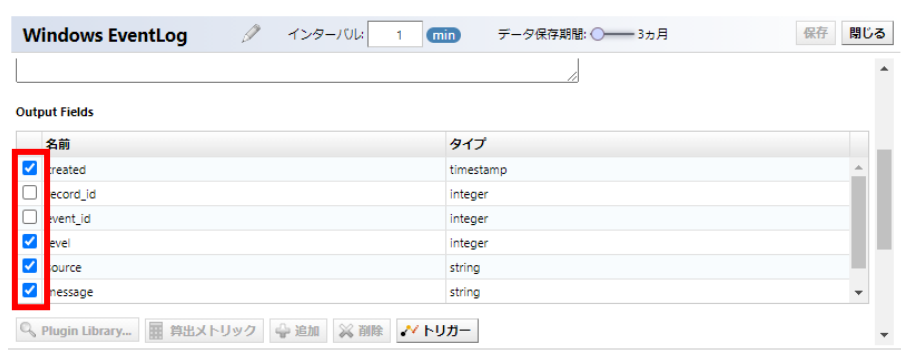 Windows EventLog インターバル: 1 min データ保存期間: 3ヵ月 保存 閉じる
Output Fields
名前 タイプ
created timestamp
record_id integer
event_id integer
level integer
source string
message string
Plugin Library... 算出メトリック 追加 削除 トリガー